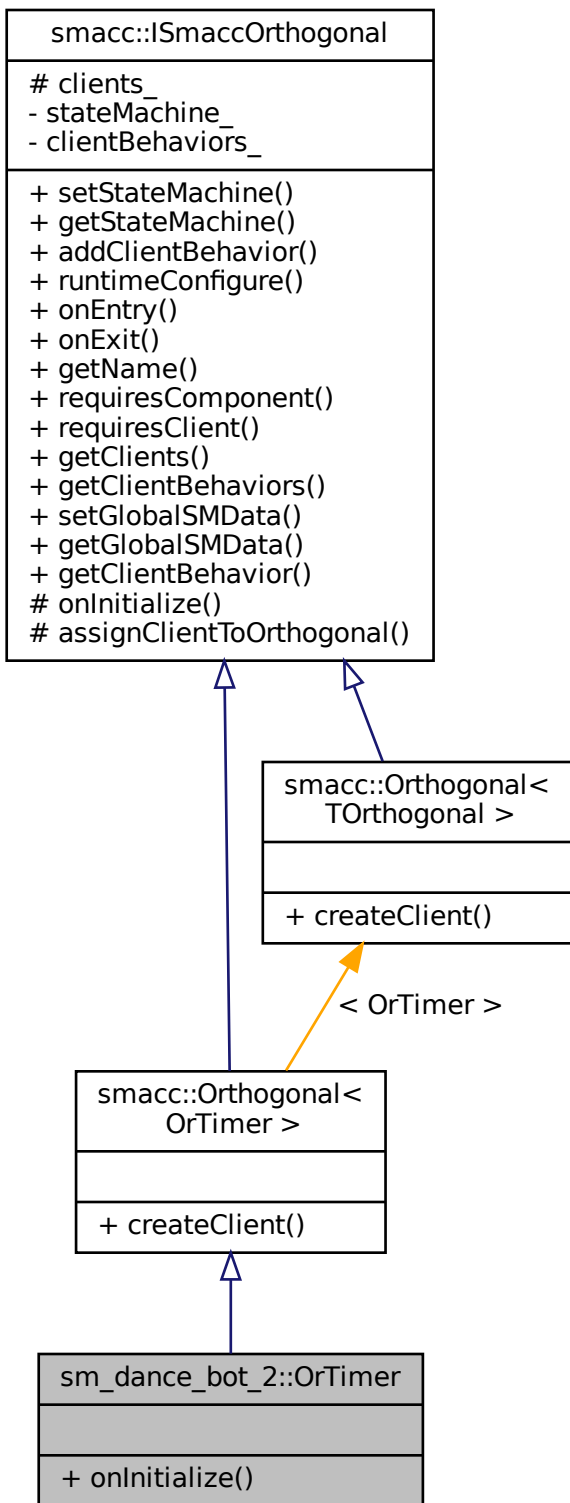 smacc::ISmaccOrthogonal
# clients_
- stateMachine_
- clientBehaviors_
+ setStateMachine()
+ getStateMachine()
+ addClientBehavior()
+ runtimeConfigure()
+ onEntry()
+ onExit()
+ getName()
+ requiresComponent()
+ requiresClient()
+ getClients()
+ getClientBehaviors()
+ setGlobalSMData()
+ getGlobalSMData()
+ getClientBehavior()
# onInitialize()
# assignClientToOrthogonal()
smacc::Orthogonal<
TOrthogonal >
+ createClient()
< OrTimer >
smacc::Orthogonal<
OrTimer >
+ createClient()
sm_dance_bot_2::OrTimer
+ onInitialize()